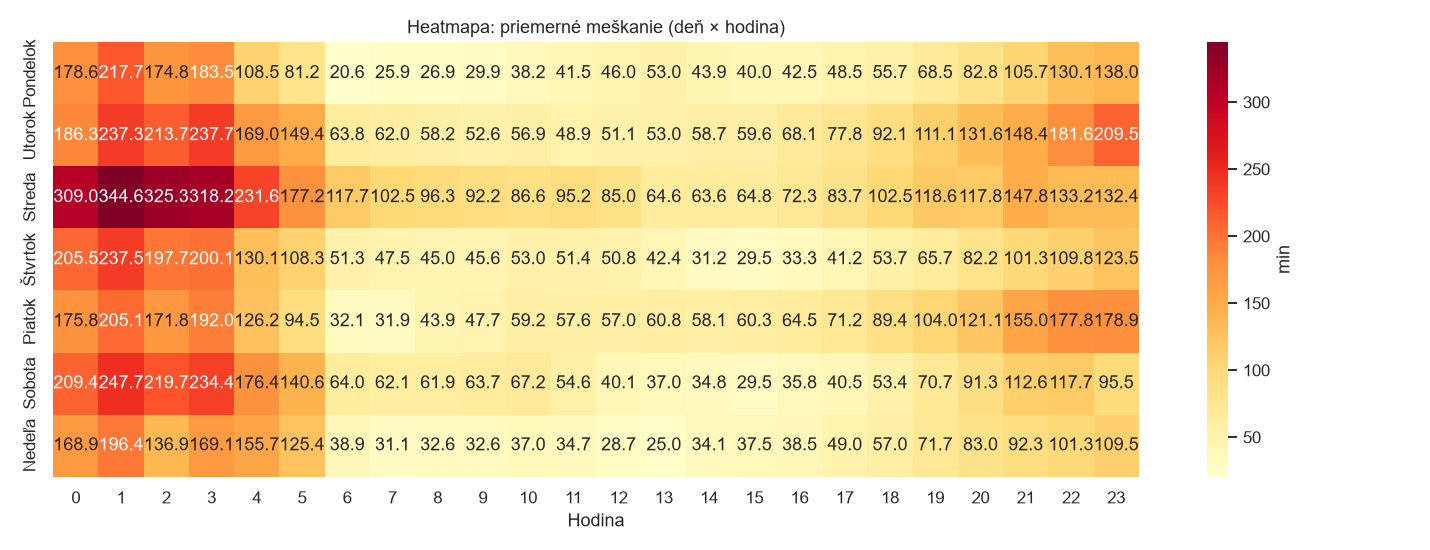 Heatmapa: priemerné meškanie (deň × hodina)
Pondelok 178.6 217.7 174.8 183.5 108.5 81.2 20.6 25.9 26.9 29.9 38.2 41.5 46.0 53.0 43.9 40.0 42.5 48.5 55.7 68.5 82.8 105.7 130.1 138.0
Utorok 186.3 237.3 213.7 237.7 169.0 149.4 63.8 62.0 58.2 52.6 56.9 48.9 51.1 53.0 58.7 59.6 68.1 77.8 92.1 111.1 131.6 148.4 181.6 209.5
Streda 309.0 344.6 325.3 318.2 231.6 177.2 117.7 102.5 96.3 92.2 86.6 95.2 85.0 64.6 63.6 64.8 72.3 83.7 102.5 118.6 117.8 147.8 133.2 132.4
Štvrtok 205.5 237.5 197.7 200.1 130.1 108.3 51.3 47.5 45.0 45.6 53.0 51.4 50.8 42.4 31.2 29.5 33.3 41.2 53.7 65.7 82.2 101.3 109.8 123.5
Piatok 175.8 205.1 171.8 192.0 126.2 94.5 32.1 31.9 43.9 47.7 59.2 57.6 57.0 60.8 58.1 60.3 64.5 71.2 89.4 104.0 121.1 155.0 177.8 178.9
Sobota 209.4 247.7 219.7 234.4 176.4 140.6 64.0 62.1 61.9 63.7 67.2 54.6 40.1 37.0 34.8 29.5 35.8 40.5 53.4 70.7 91.3 112.6 117.7 95.5
Nedeľa 168.9 196.4 136.9 169.1 155.7 125.4 38.9 31.1 32.6 32.6 37.0 34.7 28.7 25.0 34.1 37.5 38.5 49.0 57.0 71.7 83.0 92.3 101.3 109.5
0 1 2 3 4 5 6 7 8 9 10 11 12 13 14 15 16 17 18 19 20 21 22 23
Hodina
300
250
200
150
100
50
min